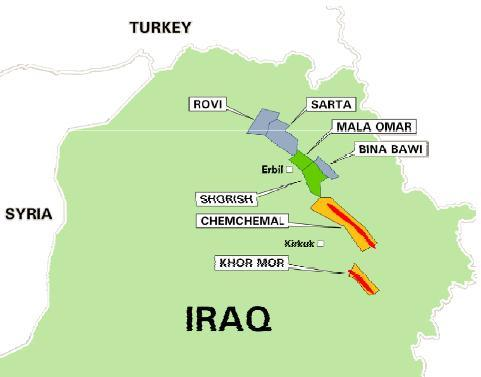 TURKEY
ROVI
SARTA
MALA OMAR
BINA BAWI
Erbil
SHORISH
SYRIA
CHEMCHEMAL
Kirkuk
KHOR MOR
IRAQ